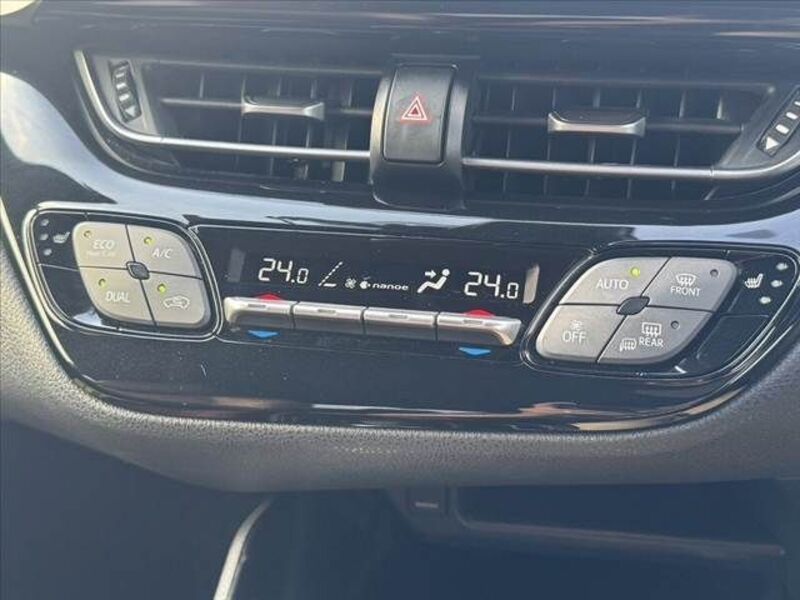 ECO
A/C
DUAL
24.0 nanoe 24.0
AUTO
FRONT
OFF
REAR